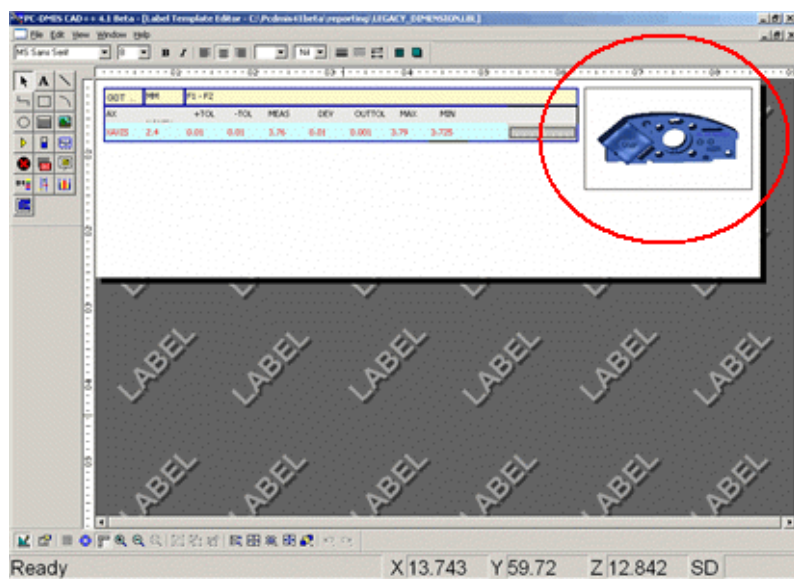 PC-DMIS CAD++ 4.1 Beta - [Label Template Editor - C:\Pcdmis41beta\reporting\LEGACY_DIMENSION.LBL]
File Edit View Window Help
MS Sans Serif 8 Nil
MM F1 - F2
AX +TOL -TOL MEAS DEV OUTTOL MAX MIN
XAXIS 2.4 0.01 0.01 3.76 0.01 0.001 3.79 3.725
LABEL LABEL LABEL LABEL LABEL LABEL
LABEL LABEL LABEL LABEL LABEL LABEL
Ready X 13.743 Y 59.72 Z 12.842 SD